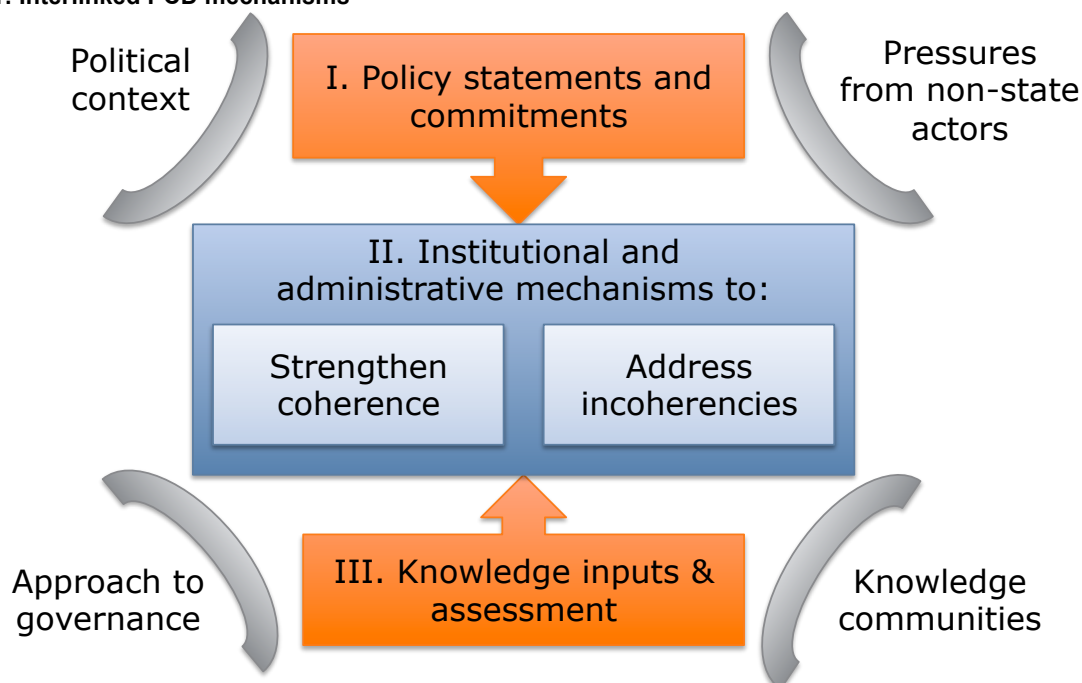 Political
context
I. Policy statements and
commitments
Pressures
from non-state
actors
II. Institutional and
administrative mechanisms to:
Strengthen
coherence
Address
incoherencies
Approach to
governance
III. Knowledge inputs &
assessment
Knowledge
communities